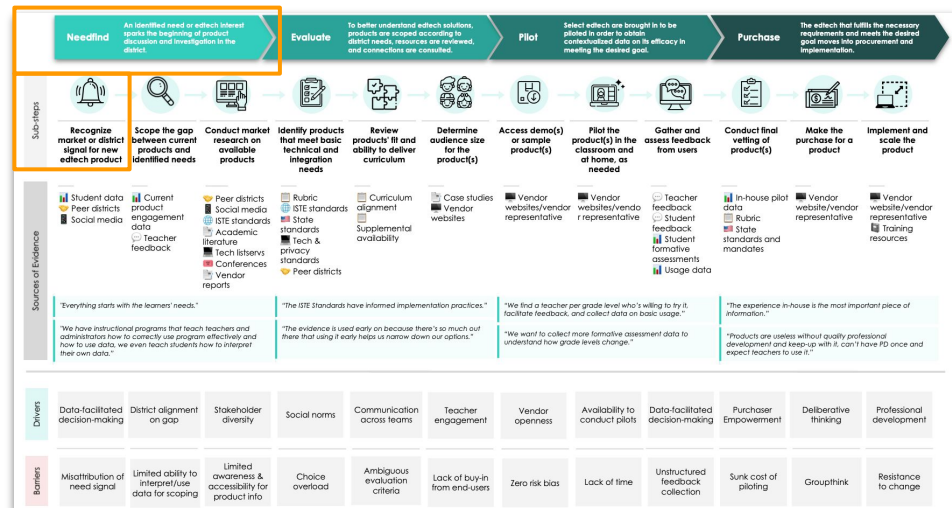 Needfind
An identified need or edtech interest
sparks the beginning of product
discussion and investigation in the
district.
Evaluate
To better understand edtech solutions,
products are scoped according to
district needs, resources are reviewed,
and connections are consulted.
Pilot
Select edtech are brought in to be
piloted in order to obtain
contextualized data on its efficacy in
meeting the desired goal.
Purchase
The edtech that fulfills the necessary
requirements and meets the desired
goal moves into procurement and
implementation.
Sub-steps
Recognize
market or district
signal for new
edtech product
Scope the gap
between current
products and
identified needs
Conduct market
research on
available
products
Identify products
that meet basic
technical and
integration
needs
Review
products' fit and
ability to deliver
curriculum
Determine
audience size
for the
product(s)
Access demo(s)
or sample
product(s)
Pilot the
product(s) in the
classroom and
at home, as
needed
Gather and
assess feedback
from users
Conduct final
vetting of
product(s)
Make the
purchase for a
product
Implement and
scale the
product
Sources of Evidence
Student data
Peer districts
Social media
Current
product
engagement
data
Teacher
feedback
Peer districts
Social media
ISTE standards
Academic
literature
Tech listservs
Conferences
Vendor
reports
Rubric
ISTE standards
State
standards
Tech &
privacy
standards
Peer districts
Curriculum
alignment
Supplemental
availability
Case studies
Vendor
websites
Vendor
websites/vendor
representative
Vendor
websites/vendo
r representative
Teacher
feedback
Student
feedback
Student
formative
assessments
Usage data
In-house pilot
data
Rubric
State
standards and
mandates
Vendor
website/vendor
representative
Vendor
website/vendor
representative
Training
resources
"Everything starts with the learners' needs."
"We have instructional programs that teach teachers and
administrators how to correctly use program effectively and
how to use data, we even teach students how to interpret
their own data."
"The ISTE Standards have informed implementation practices."
"The evidence is used early on because there's so much out
there that using it early helps us narrow down our options."
"We find a teacher per grade level who's willing to try it,
facilitate feedback, and collect data on basic usage."
"We want to collect more formative assessment data to
understand how grade levels change."
"The experience in-house is the most important piece of
information."
"Products are useless without quality professional
development and keep-up with it, can't have PD once and
expect teachers to use it."
Drivers
Data-facilitated
decision-making
District alignment
on gap
Stakeholder
diversity
Social norms
Communication
across teams
Teacher
engagement
Vendor
openness
Availability to
conduct pilots
Data-facilitated
decision-making
Purchaser
Empowerment
Deliberative
thinking
Professional
development
Barriers
Misattribution of
need signal
Limited ability to
interpret/use
data for scoping
Limited
awareness &
accessibility for
product info
Choice
overload
Ambiguous
evaluation
criteria
Lack of buy-in
from end-users
Zero risk bias
Lack of time
Unstructured
feedback
collection
Sunk cost of
piloting
Groupthink
Resistance
to change